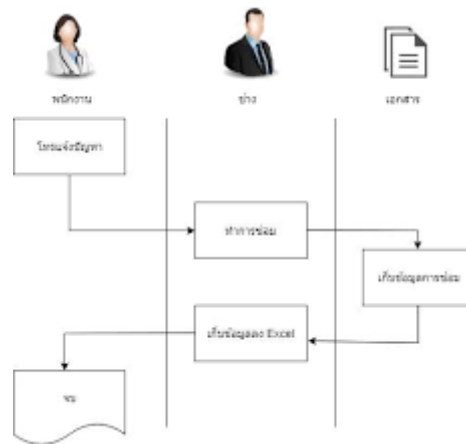 พนักงาน
ช่าง
เอกสาร
โทรแจ้งปัญหา
ทำการซ่อม
เก็บข้อมูลการซ่อม
เก็บข้อมูลลง Excel
จบ